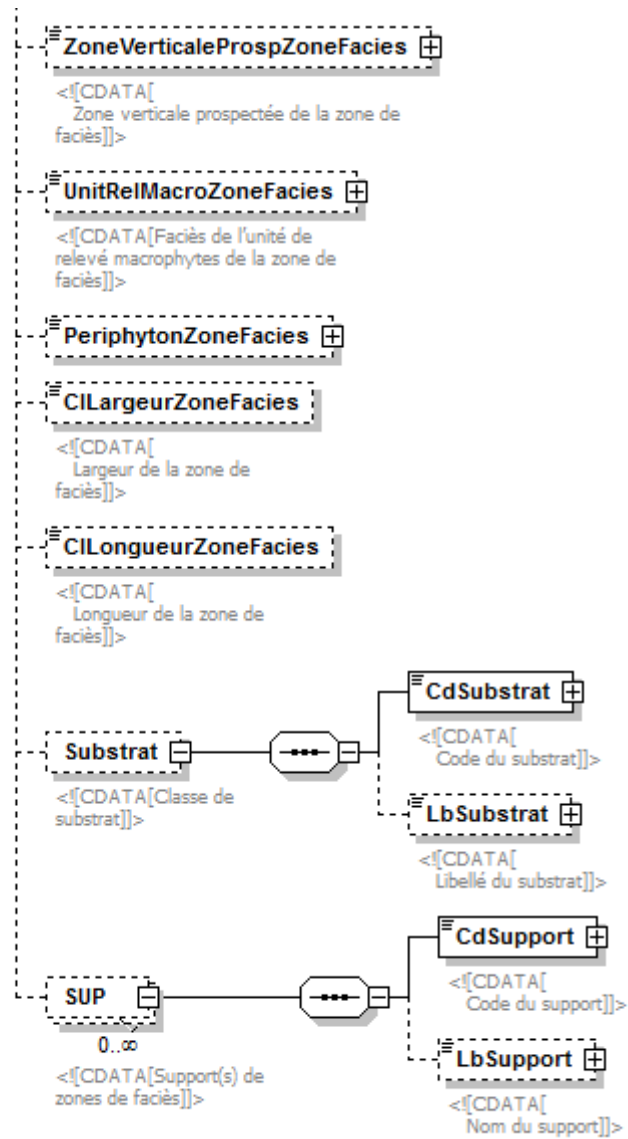 ZoneVerticaleProspZoneFacies
<![CDATA[
Zone verticale prospectée de la zone de
faciès]]>
UnitRelMacroZoneFacies
<![CDATA[Faciès de l'unité de
relevé macrophytes de la zone de
faciès]]>
PeriphytonZoneFacies
ClLargeurZoneFacies
<![CDATA[
Largeur de la zone de
faciès]]>
ClLongueurZoneFacies
<![CDATA[
Longueur de la zone de
faciès]]>
CdSubstrat
<![CDATA[
Code du substrat]]>
Substrat
<![CDATA[Classe de
substrat]]>
LbSubstrat
<![CDATA[
Libellé du substrat]]>
CdSupport
<![CDATA[
Code du support]]>
SUP
0..∞
<![CDATA[Support(s) de
zones de faciès]]>
LbSupport
<![CDATA[
Nom du support]]>